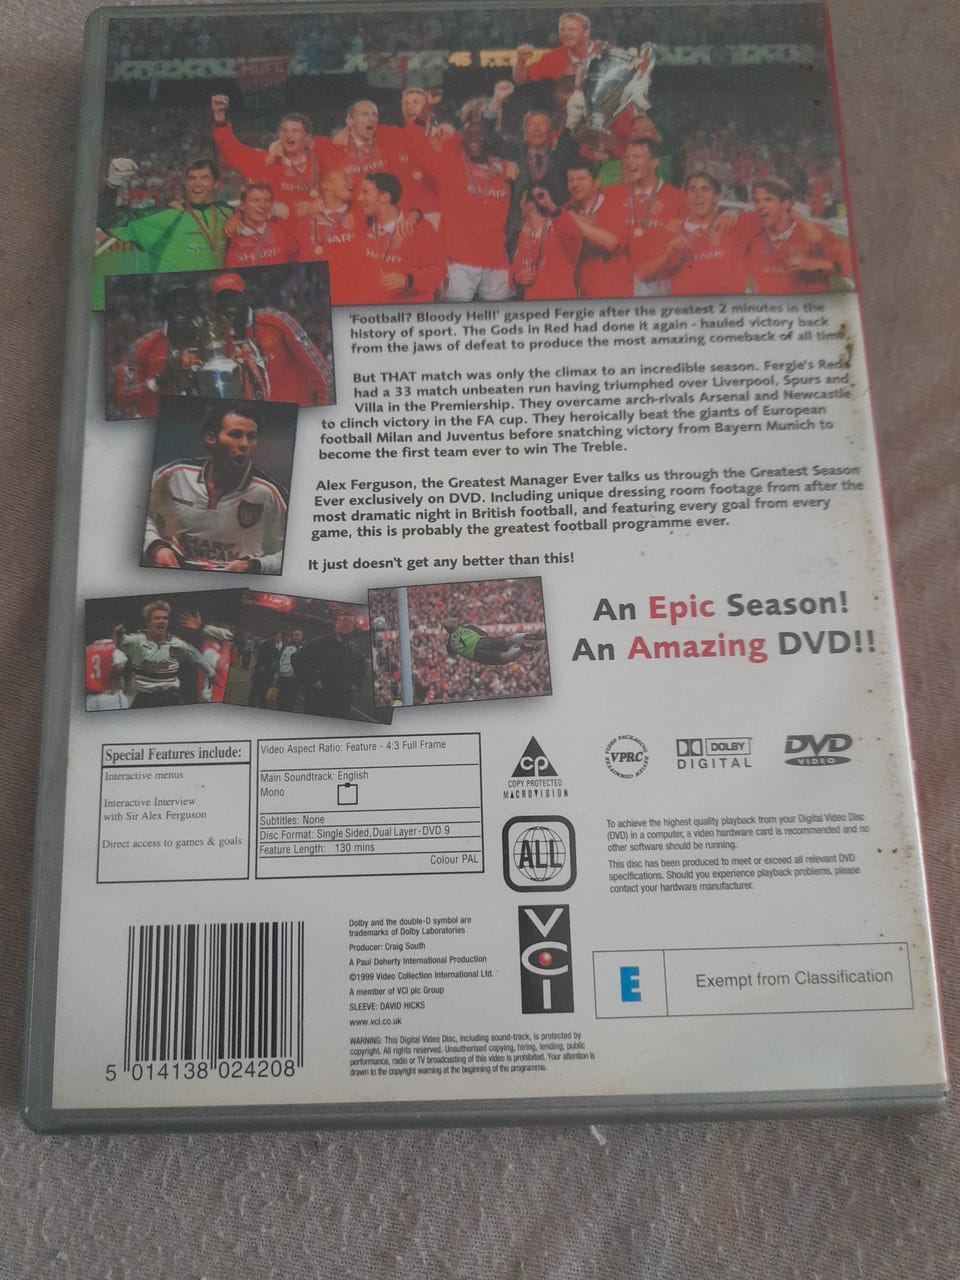 MUFC
SHARP
SHARP
SHARP
SHARP
SHARP
SHARP
SHARP
SHARP
'Football? Bloody Hell!' gasped Fergie after the greatest 2 minutes in the
history of sport. The Gods in Red had done it again - hauled victory back
from the jaws of defeat to produce the most amazing comeback of all time.
But THAT match was only the climax to an incredible season. Fergie's Reds
had a 33 match unbeaten run having triumphed over Liverpool, Spurs and
Villa in the Premiership. They overcame arch-rivals Arsenal and Newcastle
to clinch victory in the FA cup. They heroically beat the giants of European
football Milan and Juventus before snatching victory from Bayern Munich to
become the first team ever to win The Treble.
Alex Ferguson, the Greatest Manager Ever talks us through the Greatest Season
Ever exclusively on DVD. Including unique dressing room footage from after the
most dramatic night in British football, and featuring every goal from every
game, this is probably the greatest football programme ever.
It just doesn't get any better than this!
SHARP
VIEWCAM
3
An Epic Season!
An Amazing DVD!!
Special Features include:
Interactive menus
Interactive Interview
with Sir Alex Ferguson
Direct access to games & goals
Video Aspect Ratio: Feature - 4:3 Full Frame
Main Soundtrack: English
Mono
Subtitles: None
Disc Format: Single Sided, Dual Layer - DVD 9
Feature Length: 130 mins
Colour PAL
cp
COPY PROTECTED
MACROVISION
VIDEO PACKAGING REVIEW COMMITTEE
VPRC
DOLBY
DIGITAL
DVD
VIDEO
ALL
To achieve the highest quality playback from your Digital Video Disc
(DVD) in a computer, a video hardware card is recommended and no
other software should be running.
This disc has been produced to meet or exceed all relevant DVD
specifications. Should you experience playback problems, please
contact your hardware manufacturer.
VCI
Dolby and the double-D symbol are
trademarks of Dolby Laboratories
Producer: Craig South
A Paul Doherty International Production
©1999 Video Collection International Ltd.
A member of VCI plc Group
SLEEVE: DAVID HICKS
www.vci.co.uk
WARNING: This Digital Video Disc, including sound-track, is protected by
copyright. All rights reserved. Unauthorised copying, hiring, lending, public
performance, radio or TV broadcasting of this video is prohibited. Your attention is
drawn to the copyright warning at the beginning of the programme.
E
Exempt from Classification
5 014138 024208